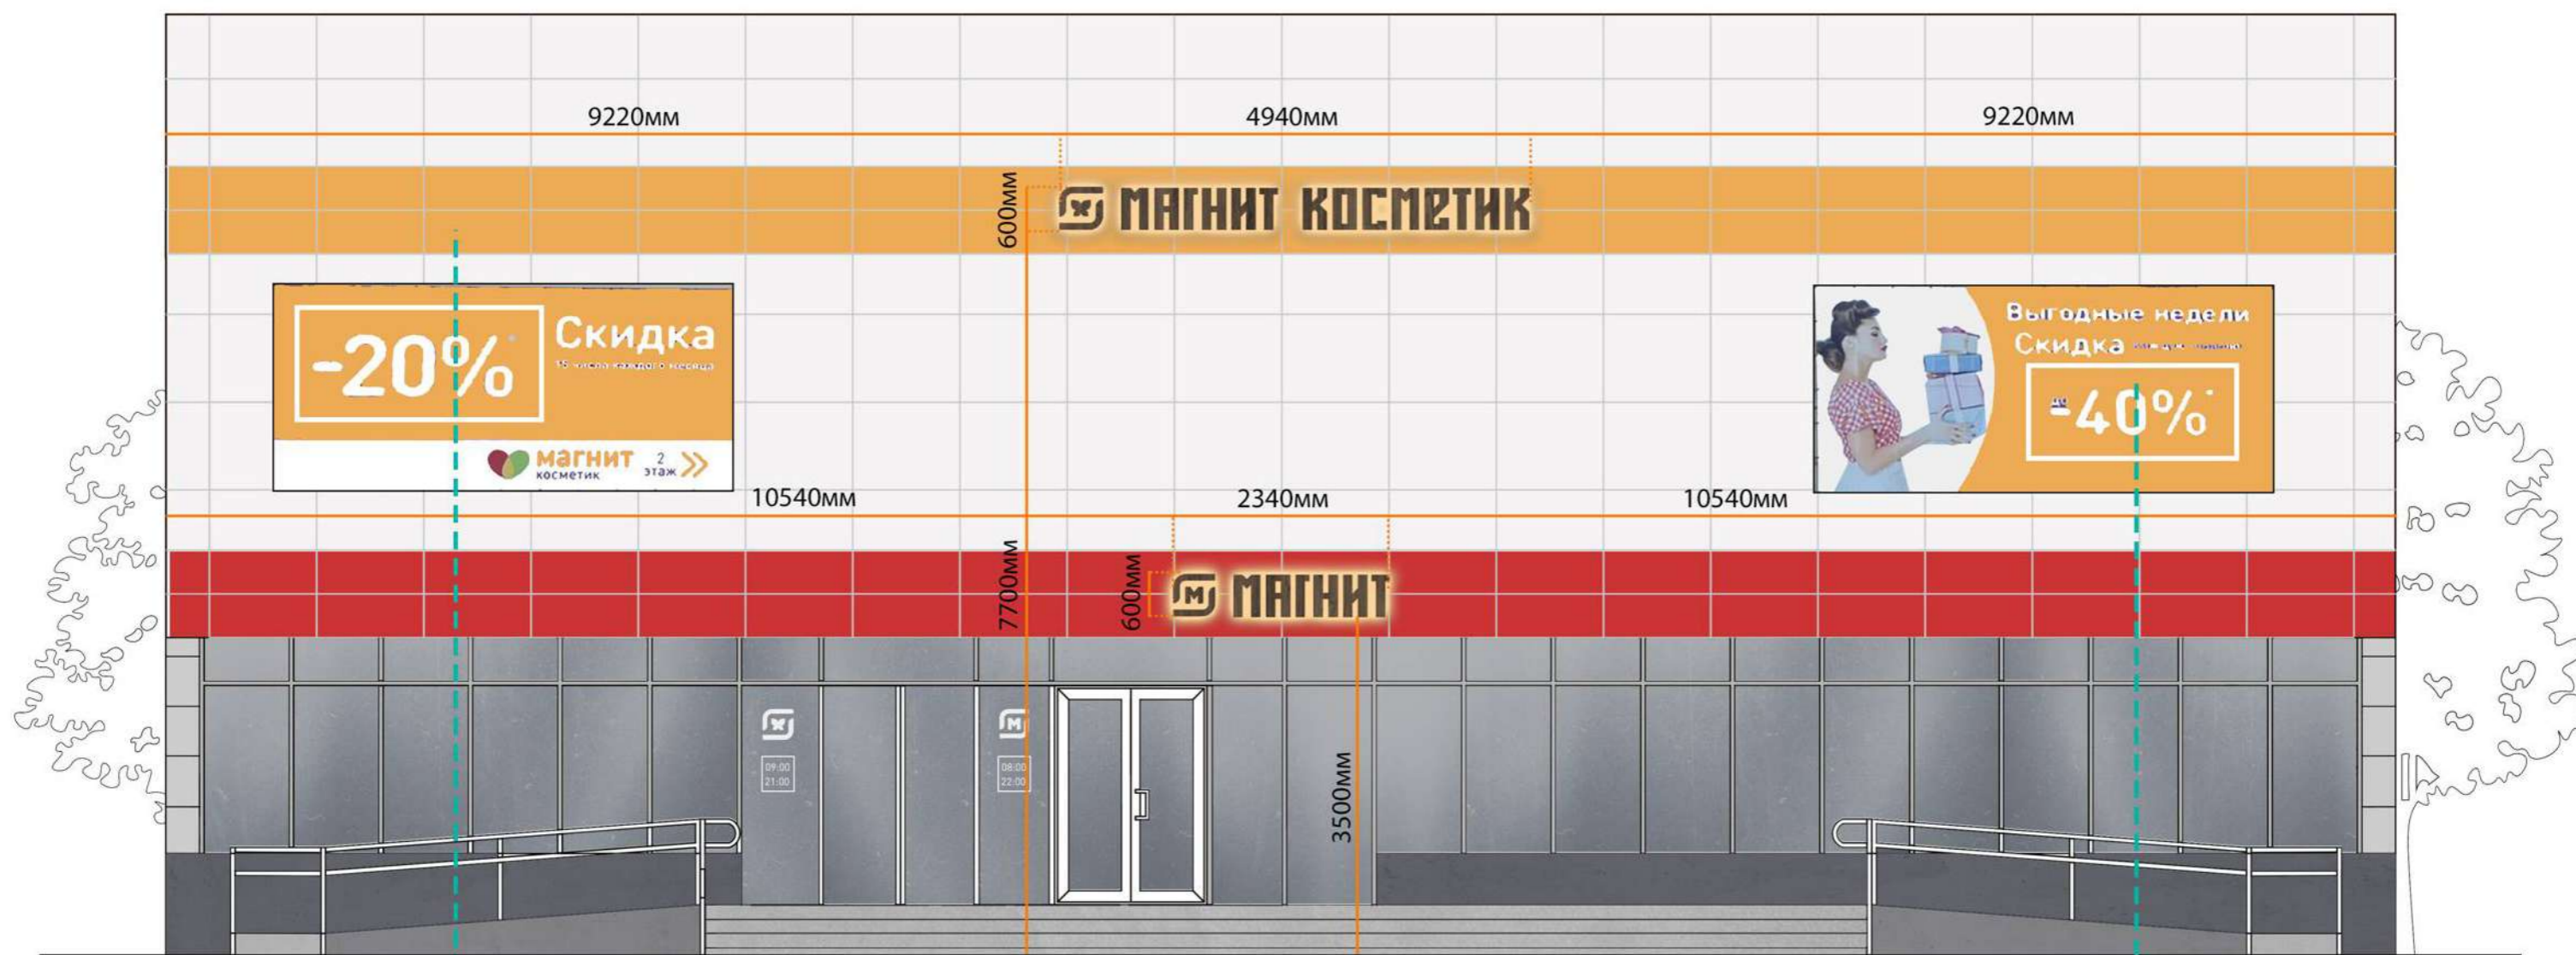 9220мм
4940мм
9220мм
600мм
МАГНИТ КОСМЕТИК
-20%
Скидка
магнит
косметик
2
этаж
Выгодные недели
Скидка
-40%*
10540мм
2340мм
10540мм
7700мм
600мм
М МАГНИТ
09:00
21:00
М
08:00
22:00
3500мм